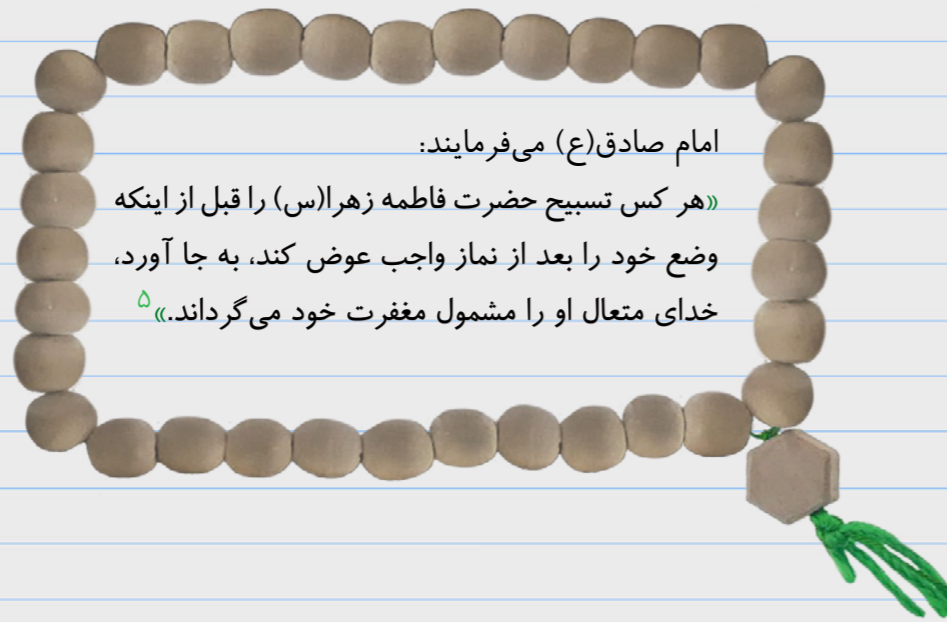 امام صادق(ع) می‌فرمایند:
«هر کس تسبیح حضرت فاطمه زهرا(س) را قبل از اینکه
وضع خود را بعد از نماز واجب عوض کند، به جا آورد،
خدای متعال او را مشمول مغفرت خود می‌گرداند.»۵